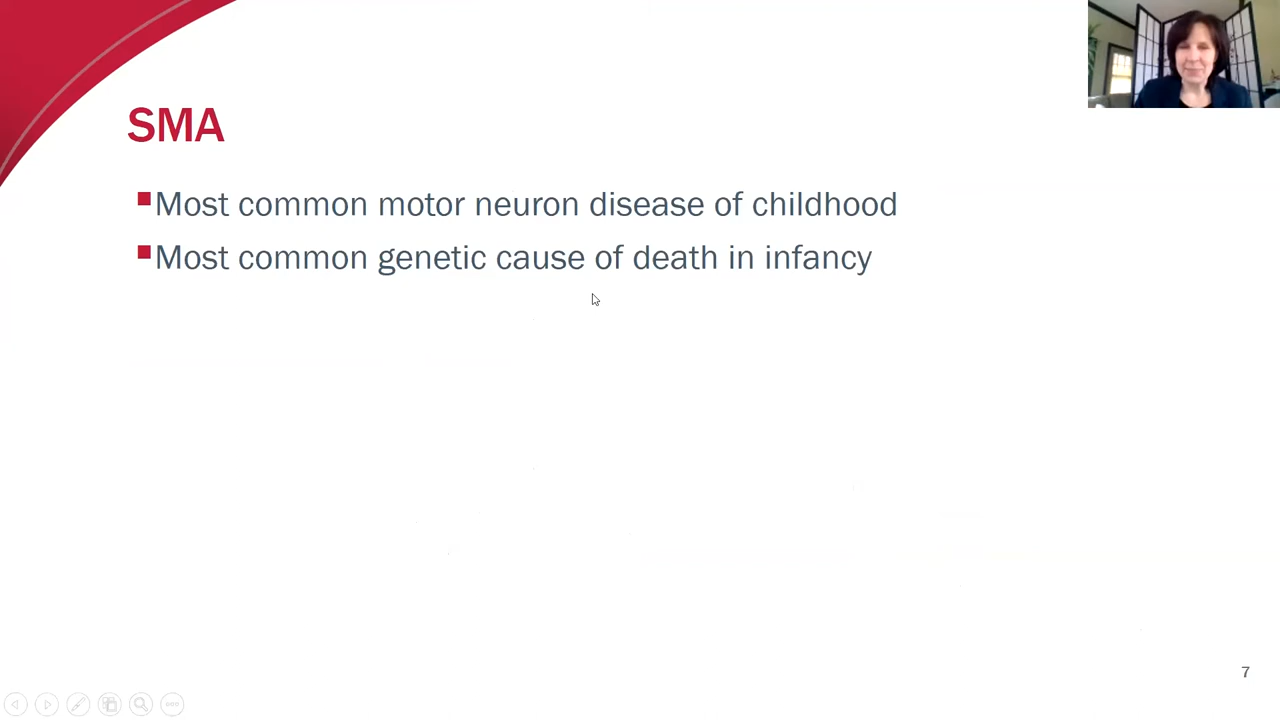 SMA
Most common motor neuron disease of childhood
Most common genetic cause of death in infancy
7